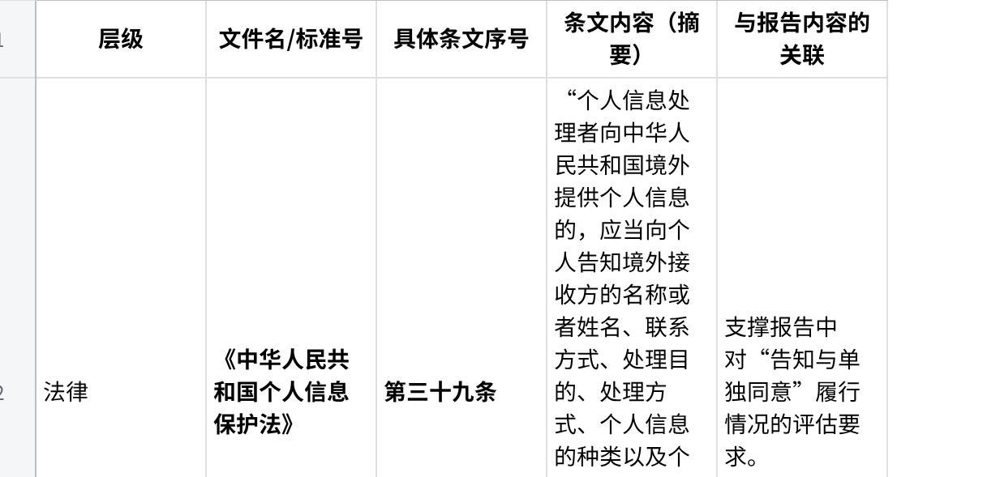 层级
文件名/标准号
具体条文序号
条文内容（摘
要）
与报告内容的
关联
2
法律
《中华人民共
和国个人信息
保护法》
第三十九条
“个人信息处
理者向中华人
民共和国境外
提供个人信息
的，应当向个
人告知境外接
收方的名称或
者姓名、联系
方式、处理目
的、处理方
式、个人信息
的种类以及个
支撑报告中
对“告知与单
独同意”履行
情况的评估要
求。